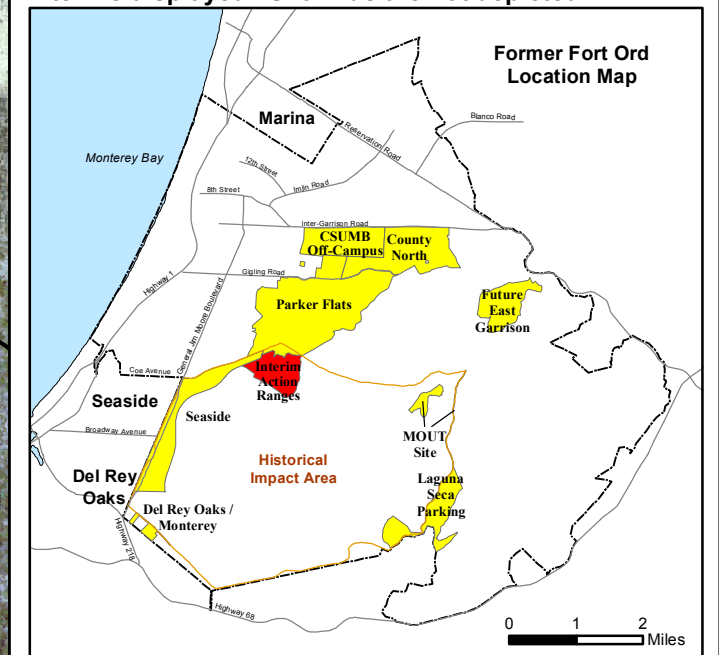 Former Fort Ord
Location Map
Marina
Blanco Road
Reservation Road
Monterey Bay
12th Street
Imjin Road
8th Street
Inter-Garrison Road
CSUMB
Off-Campus
County
North
Gigling Road
Highway 1
General Jim Moore Boulevard
Parker Flats
Future
East
Garrison
Coe Avenue
Interim
Action
Ranges
Seaside
Seaside
Broadway Avenue
MOUT
Site
Historical
Impact Area
Del Rey
Oaks
Laguna
Seca
Parking
Del Rey Oaks /
Monterey
Highway 218
Highway 68
0 1 2
Miles